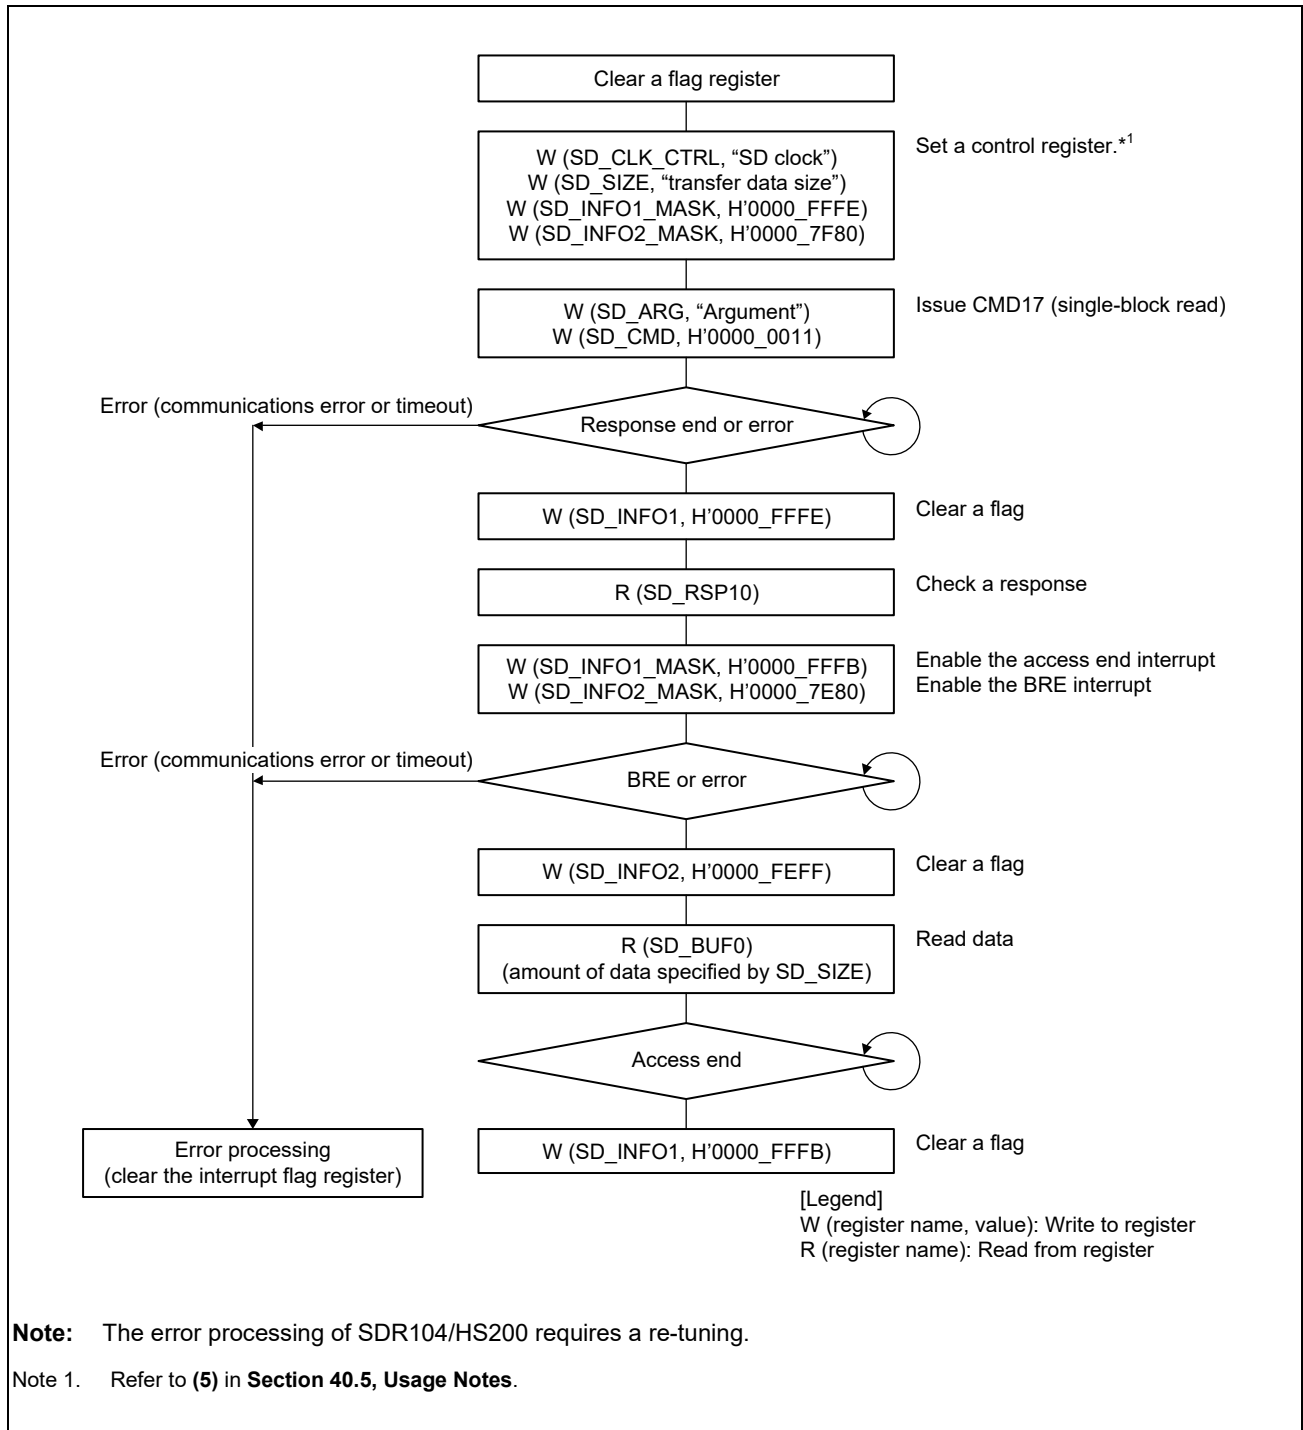 Clear a flag register
W (SD_CLK_CTRL, “SD clock”)
W (SD_SIZE, “transfer data size”)
W (SD_INFO1_MASK, H’0000_FFFE)
W (SD_INFO2_MASK, H’0000_7F80)
Set a control register.*1
W (SD_ARG, “Argument”)
W (SD_CMD, H’0000_0011)
Issue CMD17 (single-block read)
Error (communications error or timeout)
Response end or error
W (SD_INFO1, H’0000_FFFE)
Clear a flag
R (SD_RSP10)
Check a response
W (SD_INFO1_MASK, H’0000_FFFB)
W (SD_INFO2_MASK, H’0000_7E80)
Enable the access end interrupt
Enable the BRE interrupt
Error (communications error or timeout)
BRE or error
W (SD_INFO2, H’0000_FEFF)
Clear a flag
R (SD_BUF0)
(amount of data specified by SD_SIZE)
Read data
Access end
Error processing
(clear the interrupt flag register)
W (SD_INFO1, H’0000_FFFB)
Clear a flag
[Legend]
W (register name, value): Write to register
R (register name): Read from register
Note: The error processing of SDR104/HS200 requires a re-tuning.
Note 1. Refer to (5) in Section 40.5, Usage Notes.